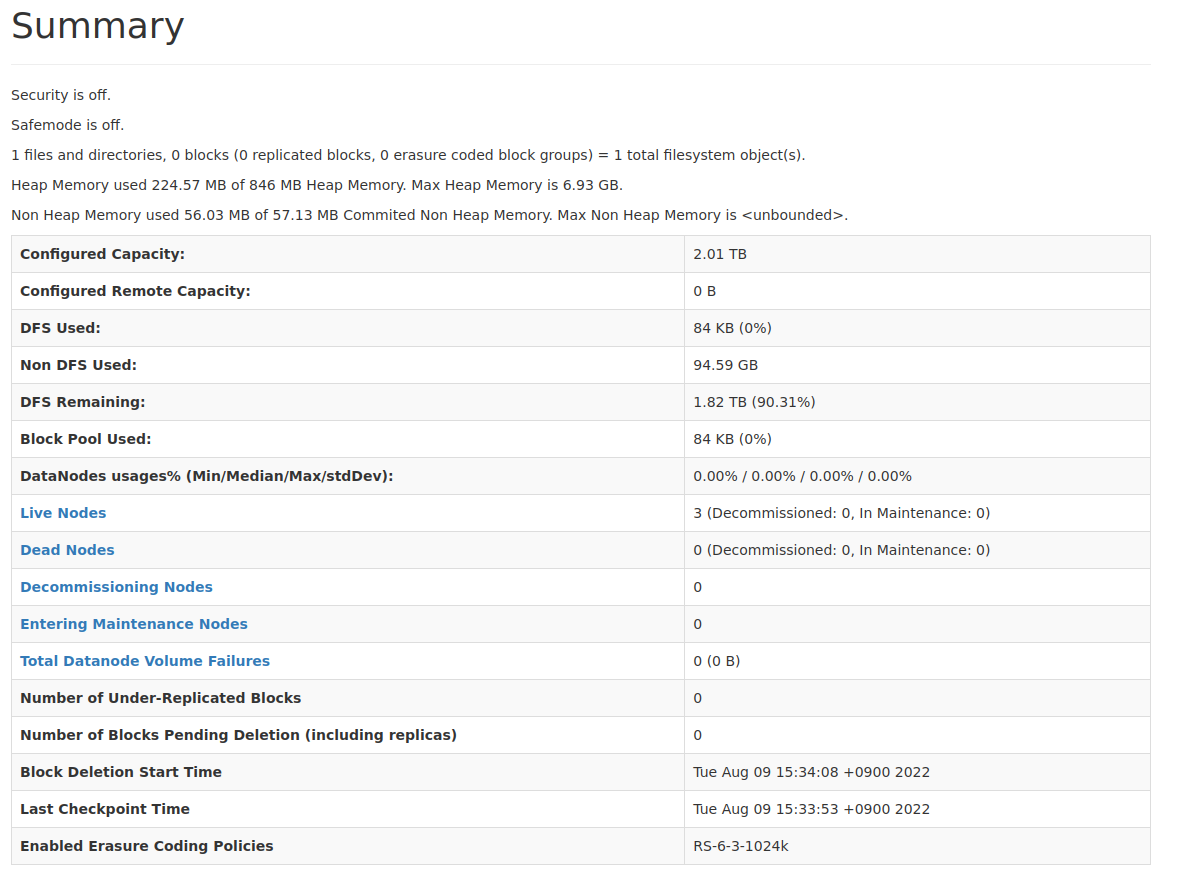 Summary
Security is off.
Safemode is off.
1 files and directories, 0 blocks (0 replicated blocks, 0 erasure coded block groups) = 1 total filesystem object(s).
Heap Memory used 224.57 MB of 846 MB Heap Memory. Max Heap Memory is 6.93 GB.
Non Heap Memory used 56.03 MB of 57.13 MB Commited Non Heap Memory. Max Non Heap Memory is <unbounded>.
Configured Capacity: 2.01 TB
Configured Remote Capacity: 0 B
DFS Used: 84 KB (0%)
Non DFS Used: 94.59 GB
DFS Remaining: 1.82 TB (90.31%)
Block Pool Used: 84 KB (0%)
DataNodes usages% (Min/Median/Max/stdDev): 0.00% / 0.00% / 0.00% / 0.00%
Live Nodes 3 (Decommissioned: 0, In Maintenance: 0)
Dead Nodes 0 (Decommissioned: 0, In Maintenance: 0)
Decommissioning Nodes 0
Entering Maintenance Nodes 0
Total Datanode Volume Failures 0 (0 B)
Number of Under-Replicated Blocks 0
Number of Blocks Pending Deletion (including replicas) 0
Block Deletion Start Time Tue Aug 09 15:34:08 +0900 2022
Last Checkpoint Time Tue Aug 09 15:33:53 +0900 2022
Enabled Erasure Coding Policies RS-6-3-1024k